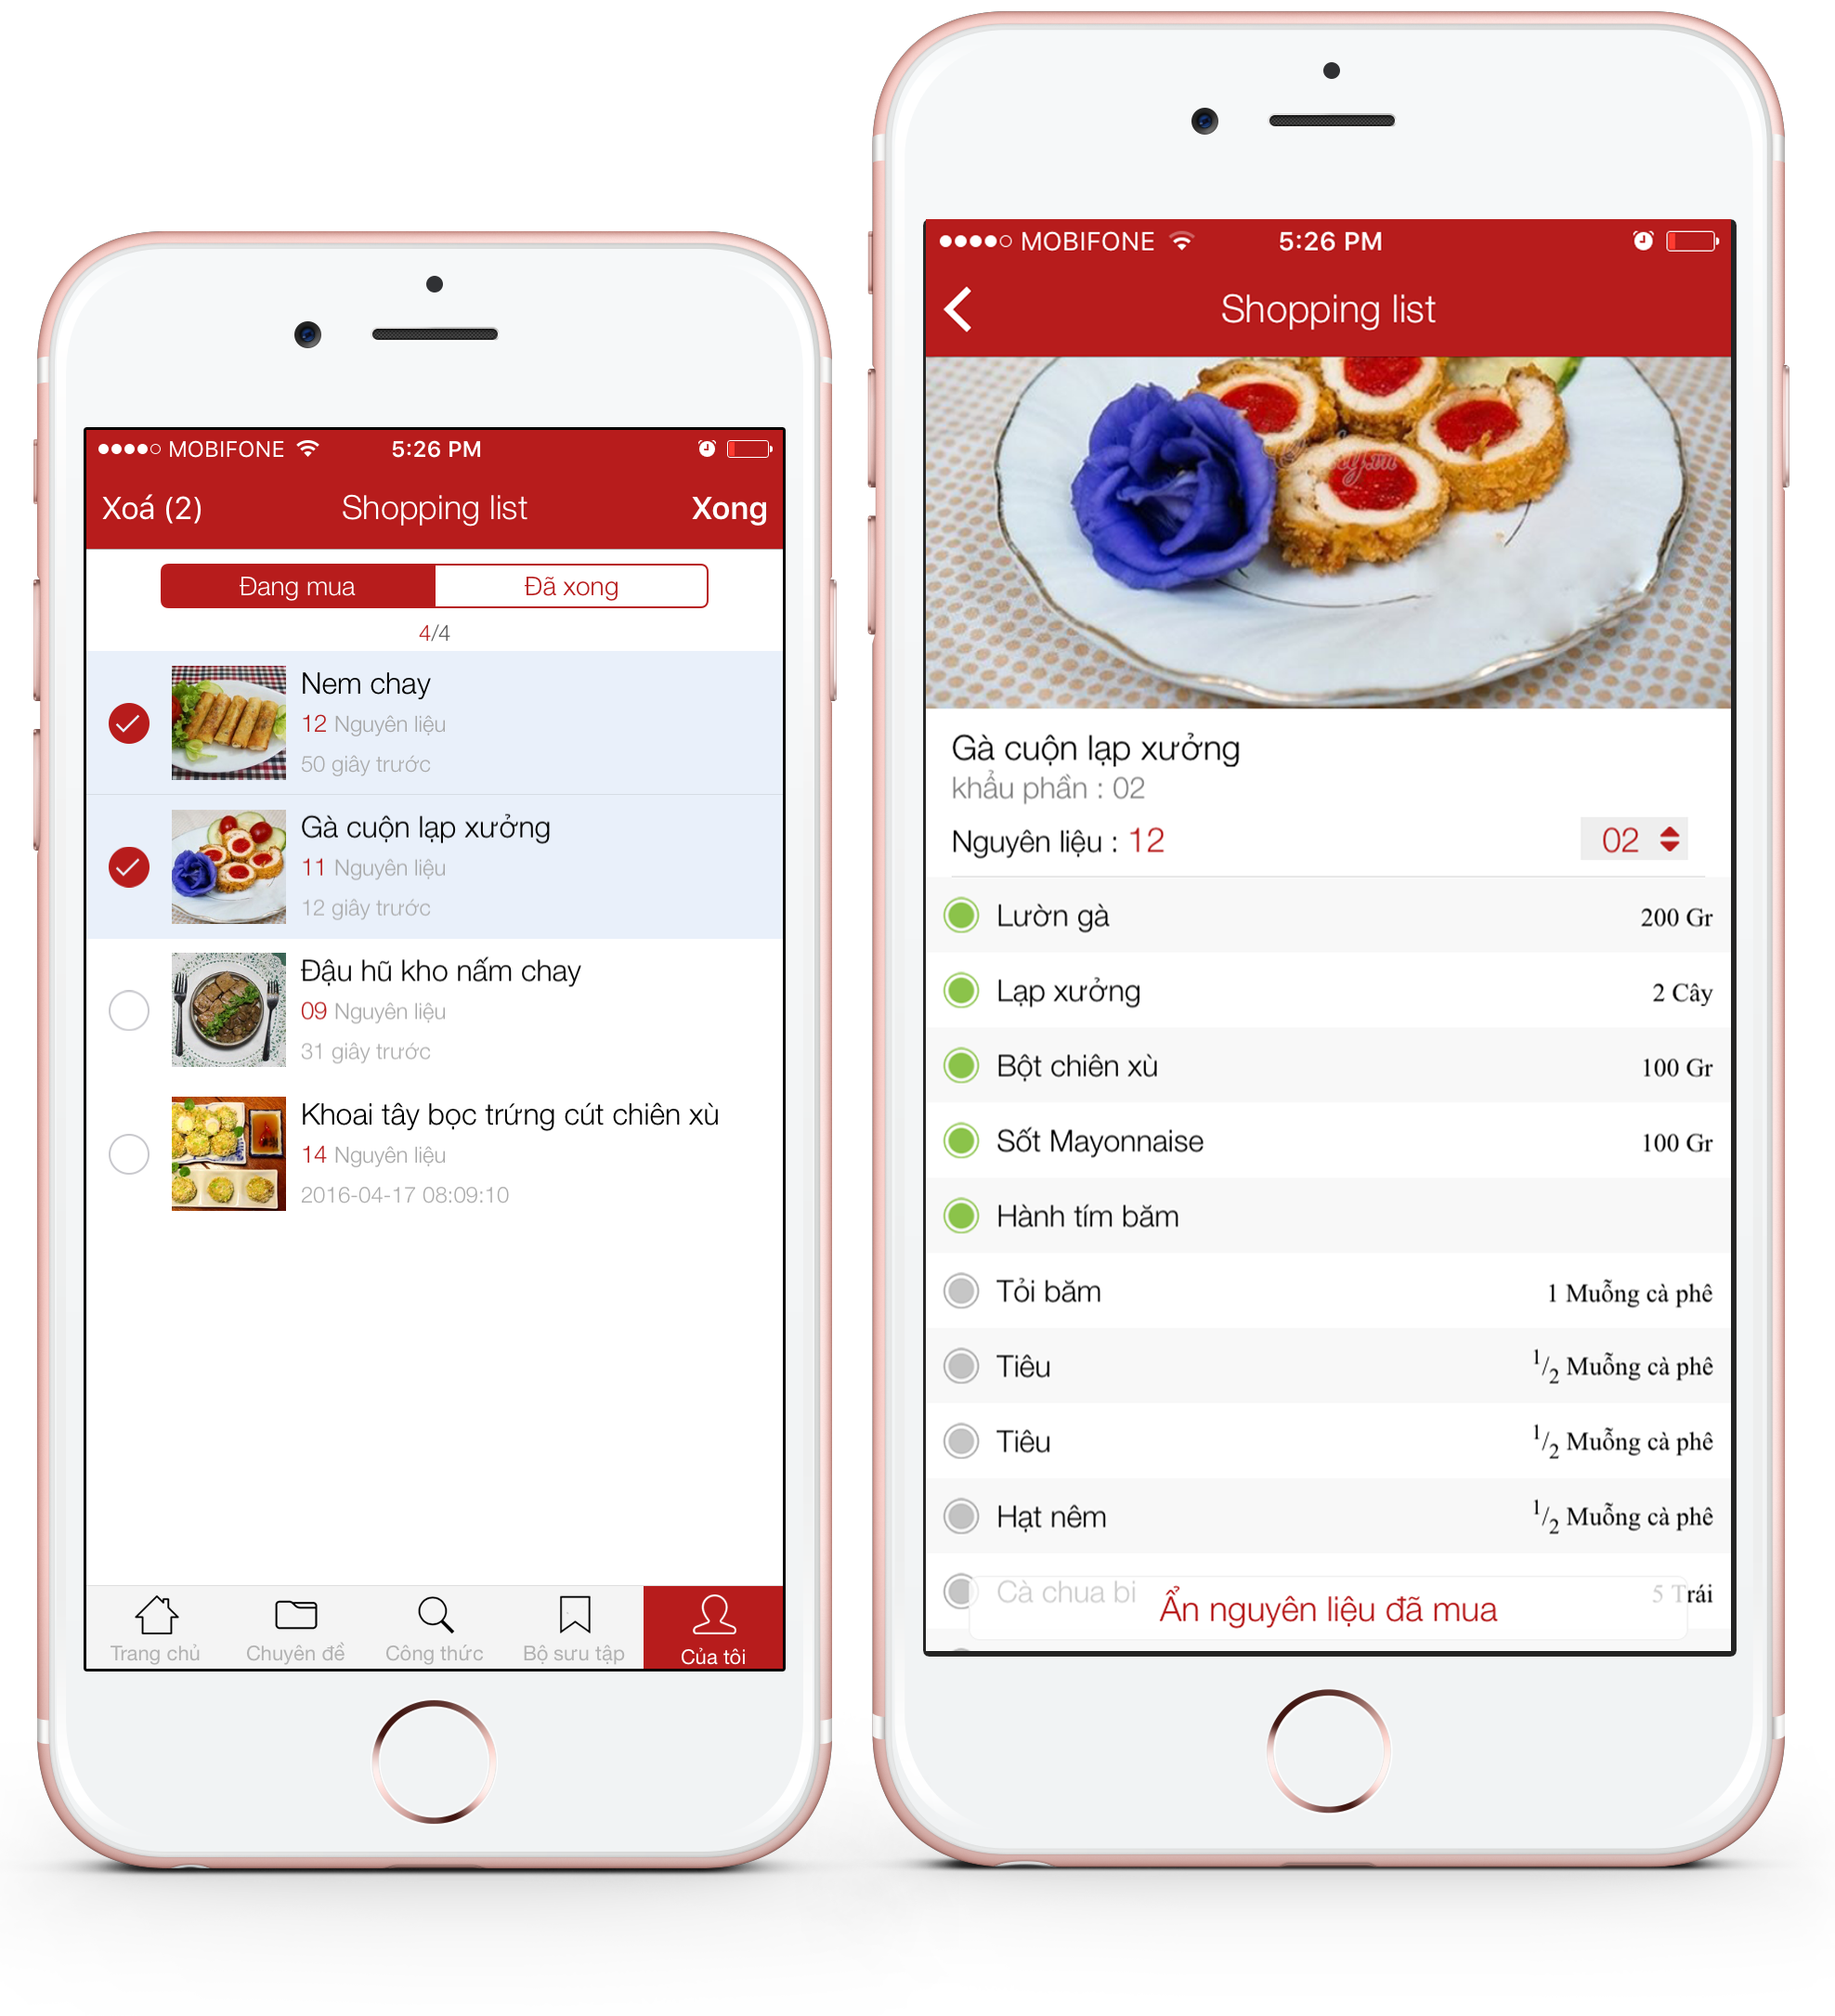 MOBIFONE 5:26 PM
Xoá (2) Shopping list Xong
Đang mua Đã xong
4/4
Nem chay
12 Nguyên liệu
50 giây trước
Gà cuộn lạp xưởng
11 Nguyên liệu
12 giây trước
Đậu hũ kho nấm chay
09 Nguyên liệu
31 giây trước
Khoai tây bọc trứng cút chiên xù
14 Nguyên liệu
2016-04-17 08:09:10
Trang chủ Chuyên đề Công thức Bộ sưu tập Của tôi
MOBIFONE 5:26 PM
Shopping list
Gà cuộn lạp xưởng
khẩu phần : 02
Nguyên liệu : 12 02
Lườn gà 200 Gr
Lạp xưởng 2 Cây
Bột chiên xù 100 Gr
Sốt Mayonnaise 100 Gr
Hành tím băm
Tỏi băm 1 Muỗng cà phê
Tiêu 1/2 Muỗng cà phê
Tiêu 1/2 Muỗng cà phê
Hạt nêm 1/2 Muỗng cà phê
Cà chua bi 5 Trái
Ẩn nguyên liệu đã mua